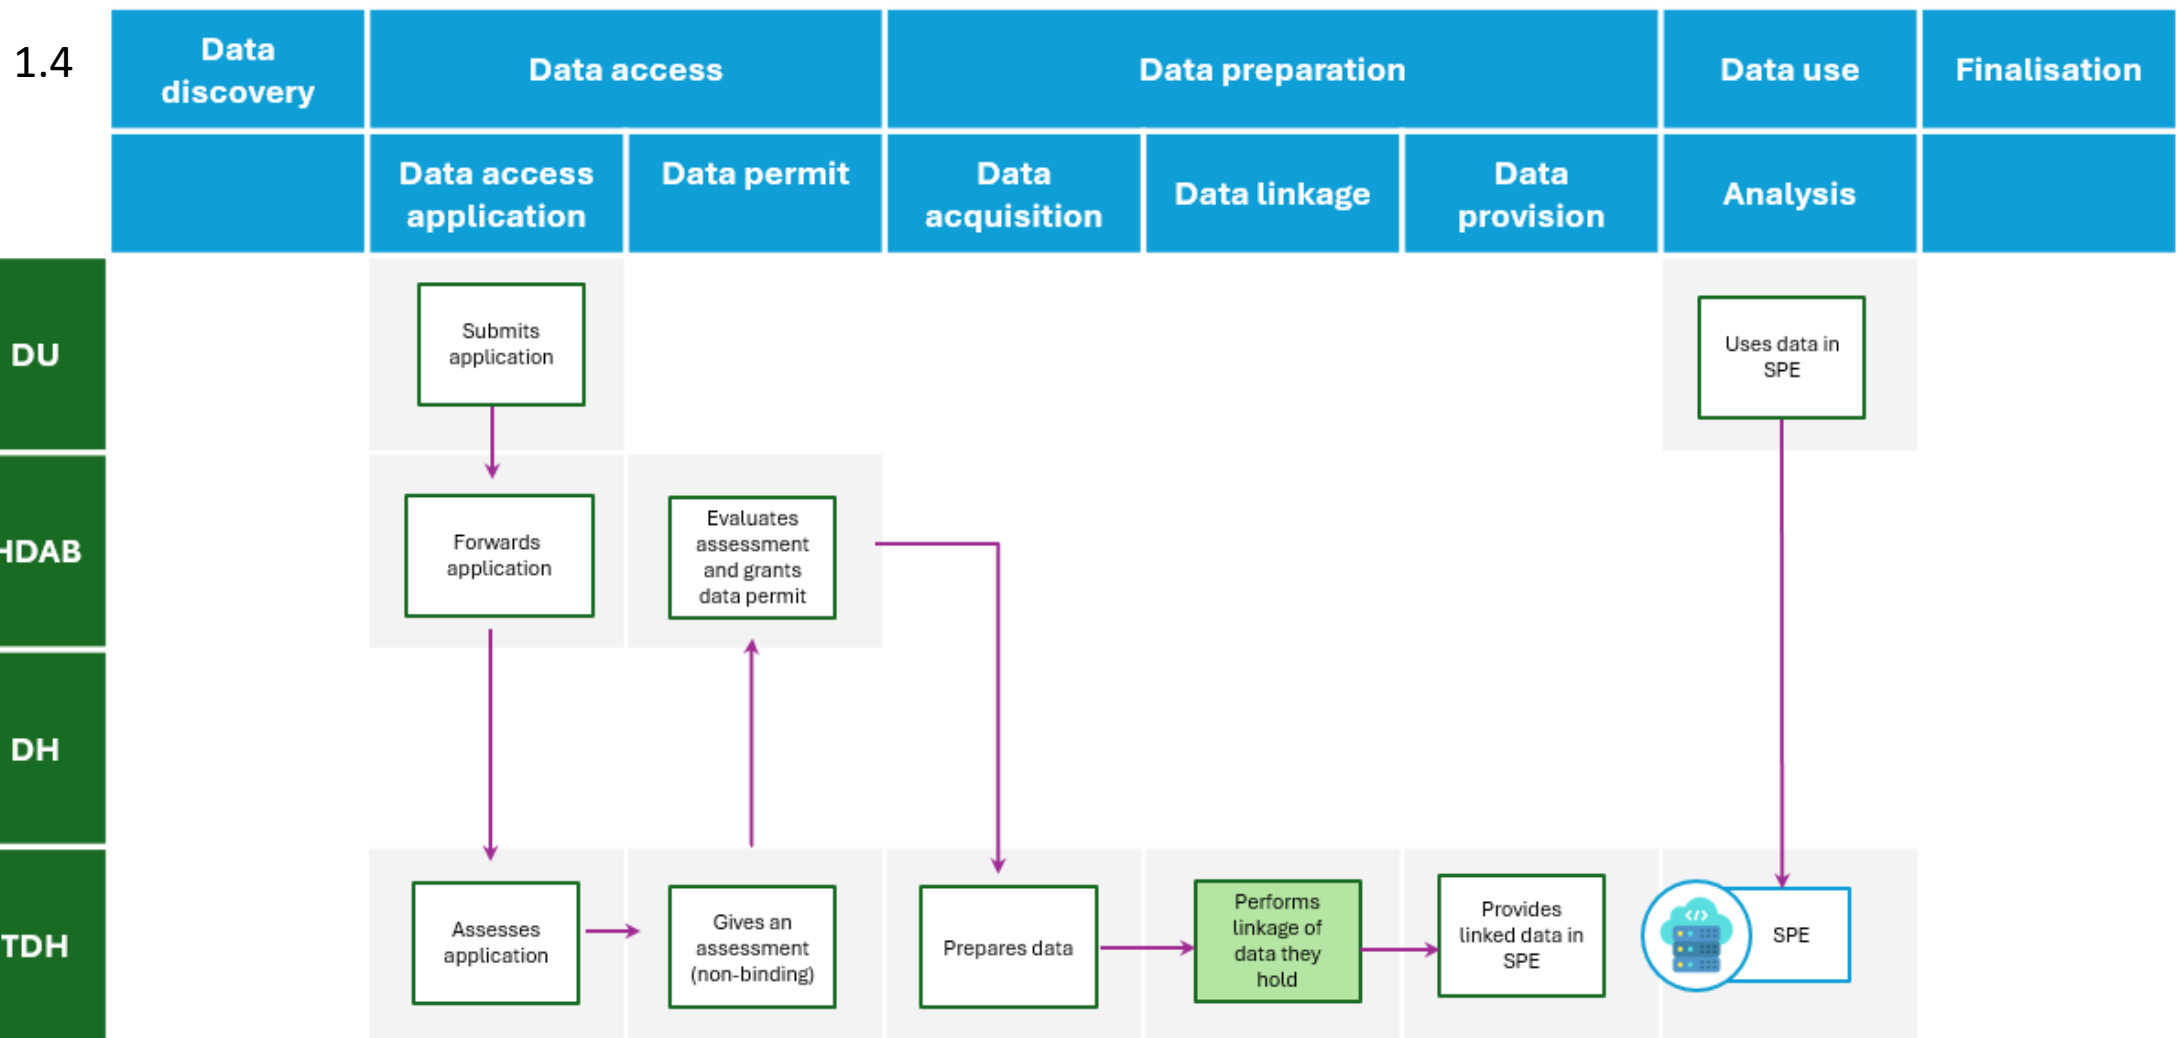 1.4
Data
discovery
Data access
Data preparation
Data use
Finalisation
Data access
application
Data permit
Data
acquisition
Data linkage
Data
provision
Analysis
DU
Submits
application
Uses data in
SPE
HDAB
Forwards
application
Evaluates
assessment
and grants
data permit
DH
TDH
Assesses
application
Gives an
assessment
(non-binding)
Prepares data
Performs
linkage of
data they
hold
Provides
linked data in
SPE
</>
SPE